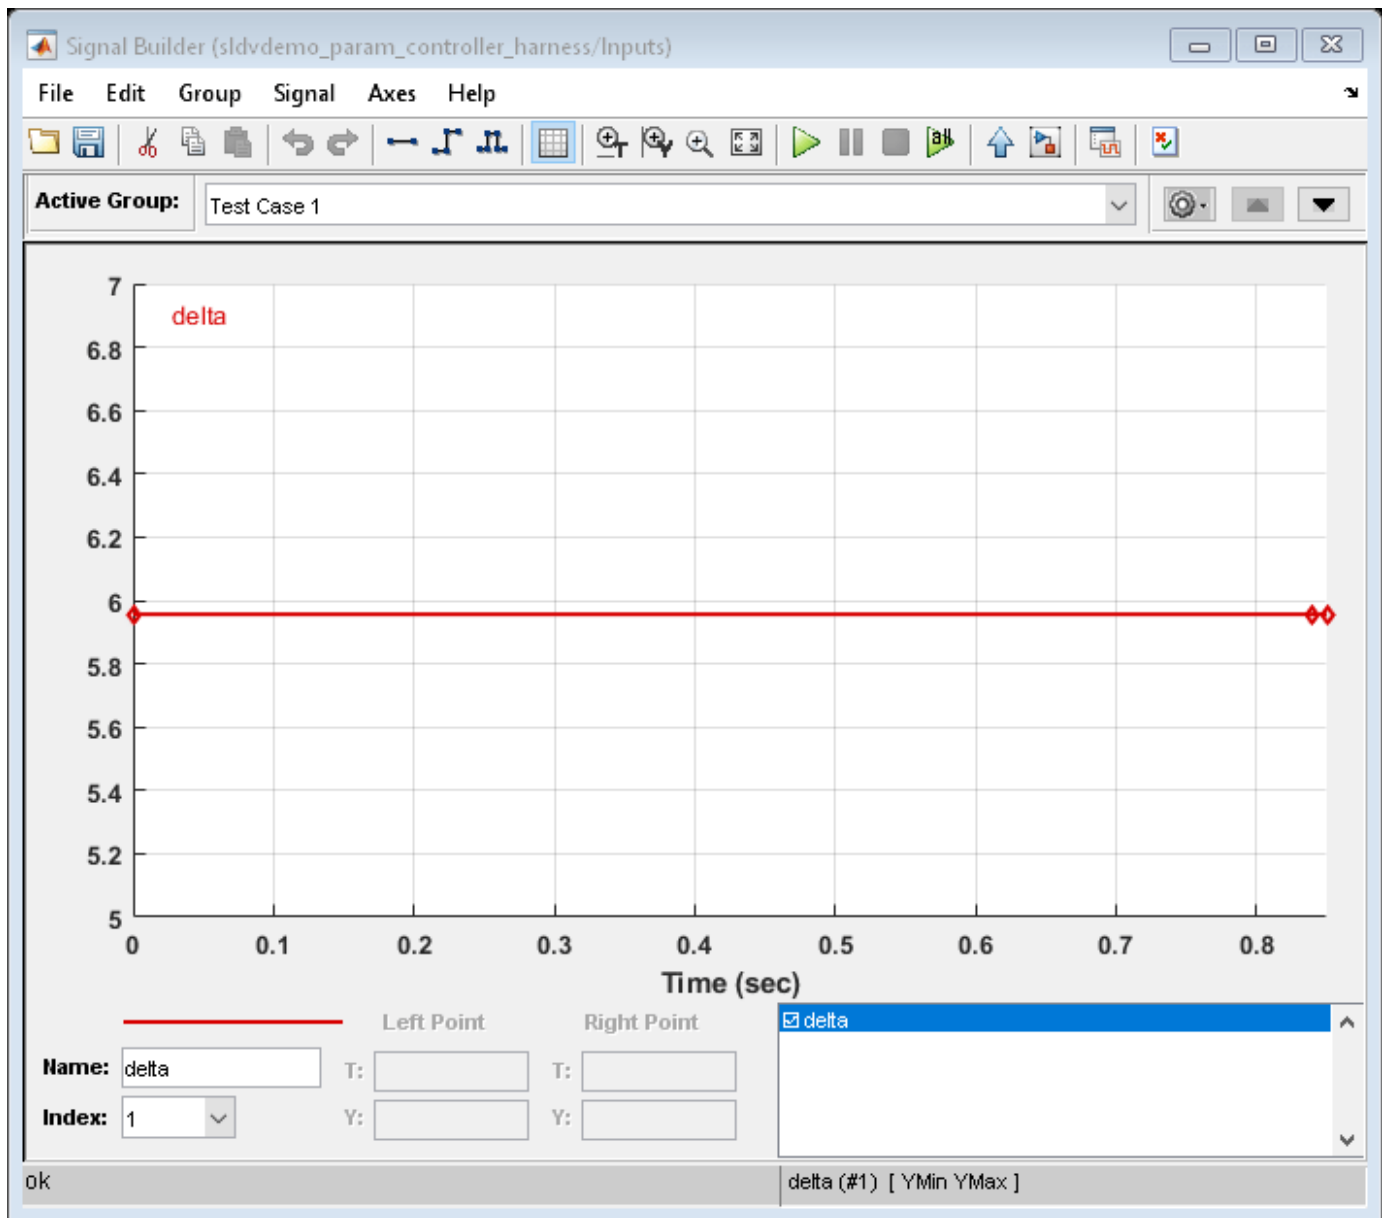 Signal Builder (sldvdemo_param_controller_harness/Inputs)
File Edit Group Signal Axes Help
Active Group: Test Case 1
delta
7
6.8
6.6
6.4
6.2
6
5.8
5.6
5.4
5.2
5
0 0.1 0.2 0.3 0.4 0.5 0.6 0.7 0.8
Time (sec)
Left Point Right Point
delta
Name: delta T: T:
Index: 1 Y: Y:
ok
delta (#1) [ YMin YMax ]